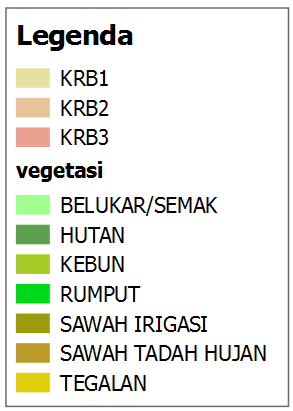 Legenda
KRB1
KRB2
KRB3
vegetasi
BELUKAR/SEMAK
HUTAN
KEBUN
RUMPUT
SAWAH IRIGASI
SAWAH TADAH HUJAN
TEGALAN